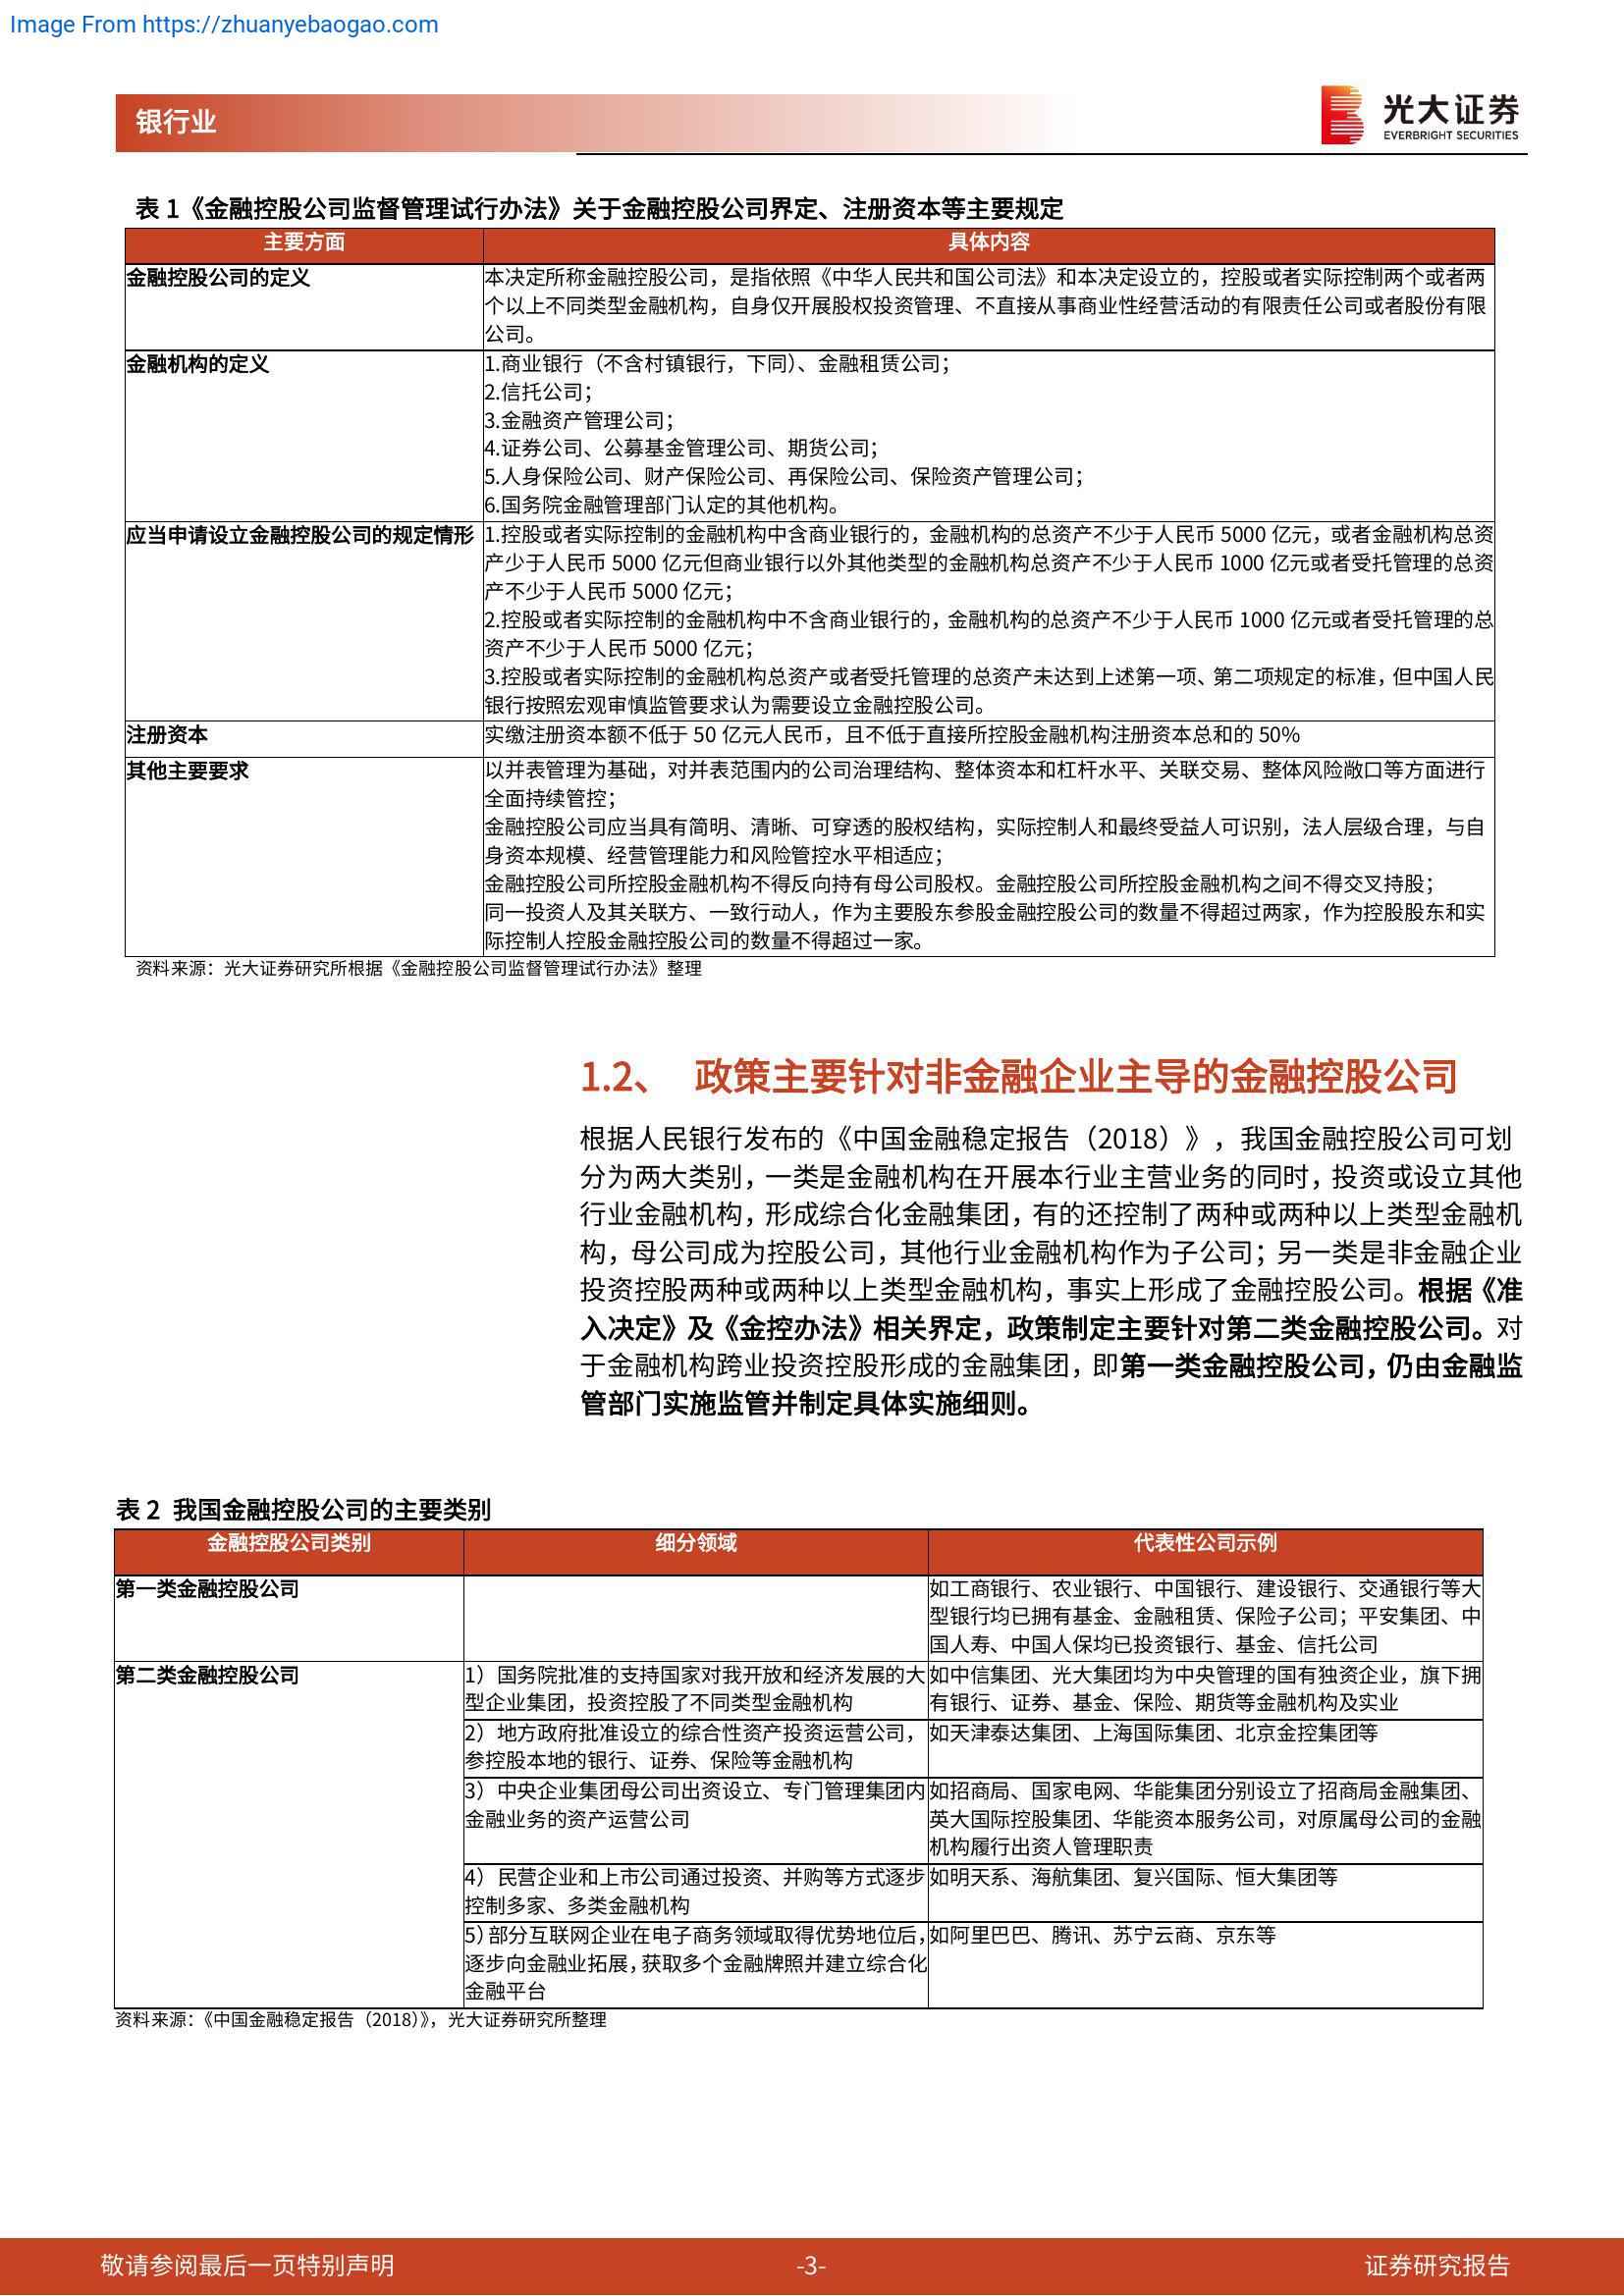 Image From https://zhuanyebaogao.com
银行业
光大证券
EVERBRIGHT SECURITIES
表 1《金融控股公司监督管理试行办法》关于金融控股公司界定、注册资本等主要规定
主要方面
具体内容
金融控股公司的定义
本决定所称金融控股公司，是指依照《中华人民共和国公司法》和本决定设立的，控股或者实际控制两个或者两
个以上不同类型金融机构，自身仅开展股权投资管理、不直接从事商业性经营活动的有限责任公司或者股份有限
公司。
金融机构的定义
1.商业银行（不含村镇银行，下同）、金融租赁公司；
2.信托公司；
3.金融资产管理公司；
4.证券公司、公募基金管理公司、期货公司；
5.人身保险公司、财产保险公司、再保险公司、保险资产管理公司；
6.国务院金融管理部门认定的其他机构。
应当申请设立金融控股公司的规定情形
1.控股或者实际控制的金融机构中含商业银行的，金融机构的总资产不少于人民币 5000 亿元，或者金融机构总资
产少于人民币 5000 亿元但商业银行以外其他类型的金融机构总资产不少于人民币 1000 亿元或者受托管理的总资
产不少于人民币 5000 亿元；
2.控股或者实际控制的金融机构中不含商业银行的，金融机构的总资产不少于人民币 1000 亿元或者受托管理的总
资产不少于人民币 5000 亿元；
3.控股或者实际控制的金融机构总资产或者受托管理的总资产未达到上述第一项、第二项规定的标准，但中国人民
银行按照宏观审慎监管要求认为需要设立金融控股公司。
注册资本
实缴注册资本额不低于 50 亿元人民币，且不低于直接所控股金融机构注册资本总和的 50%
其他主要要求
以并表管理为基础，对并表范围内的公司治理结构、整体资本和杠杆水平、关联交易、整体风险敞口等方面进行
全面持续管控；
金融控股公司应当具有简明、清晰、可穿透的股权结构，实际控制人和最终受益人可识别，法人层级合理，与自
身资本规模、经营管理能力和风险管控水平相适应；
金融控股公司所控股金融机构不得反向持有母公司股权。金融控股公司所控股金融机构之间不得交叉持股；
同一投资人及其关联方、一致行动人，作为主要股东参股金融控股公司的数量不得超过两家，作为控股股东和实
际控制人控股金融控股公司的数量不得超过一家。
资料来源：光大证券研究所根据《金融控股公司监督管理试行办法》整理
1.2、 政策主要针对非金融企业主导的金融控股公司
根据人民银行发布的《中国金融稳定报告（2018）》，我国金融控股公司可划
分为两大类别，一类是金融机构在开展本行业主营业务的同时，投资或设立其他
行业金融机构，形成综合化金融集团，有的还控制了两种或两种以上类型金融机
构，母公司成为控股公司，其他行业金融机构作为子公司；另一类是非金融企业
投资控股两种或两种以上类型金融机构，事实上形成了金融控股公司。根据《准
入决定》及《金控办法》相关界定，政策制定主要针对第二类金融控股公司。对
于金融机构跨业投资控股形成的金融集团，即第一类金融控股公司，仍由金融监
管部门实施监管并制定具体实施细则。
表 2 我国金融控股公司的主要类别
金融控股公司类别
细分领域
代表性公司示例
第一类金融控股公司
如工商银行、农业银行、中国银行、建设银行、交通银行等大
型银行均已拥有基金、金融租赁、保险子公司；平安集团、中
国人寿、中国人保均已投资银行、基金、信托公司
第二类金融控股公司
1）国务院批准的支持国家对我开放和经济发展的大
型企业集团，投资控股了不同类型金融机构
如中信集团、光大集团均为中央管理的国有独资企业，旗下拥
有银行、证券、基金、保险、期货等金融机构及实业
2）地方政府批准设立的综合性资产投资运营公司，
参控股本地的银行、证券、保险等金融机构
如天津泰达集团、上海国际集团、北京金控集团等
3）中央企业集团母公司出资设立、专门管理集团内
金融业务的资产运营公司
如招商局、国家电网、华能集团分别设立了招商局金融集团、
英大国际控股集团、华能资本服务公司，对原属母公司的金融
机构履行出资人管理职责
4）民营企业和上市公司通过投资、并购等方式逐步
控制多家、多类金融机构
如明天系、海航集团、复兴国际、恒大集团等
5）部分互联网企业在电子商务领域取得优势地位后，
逐步向金融业拓展，获取多个金融牌照并建立综合化
金融平台
如阿里巴巴、腾讯、苏宁云商、京东等
资料来源：《中国金融稳定报告（2018）》，光大证券研究所整理
敬请参阅最后一页特别声明
-3-
证券研究报告